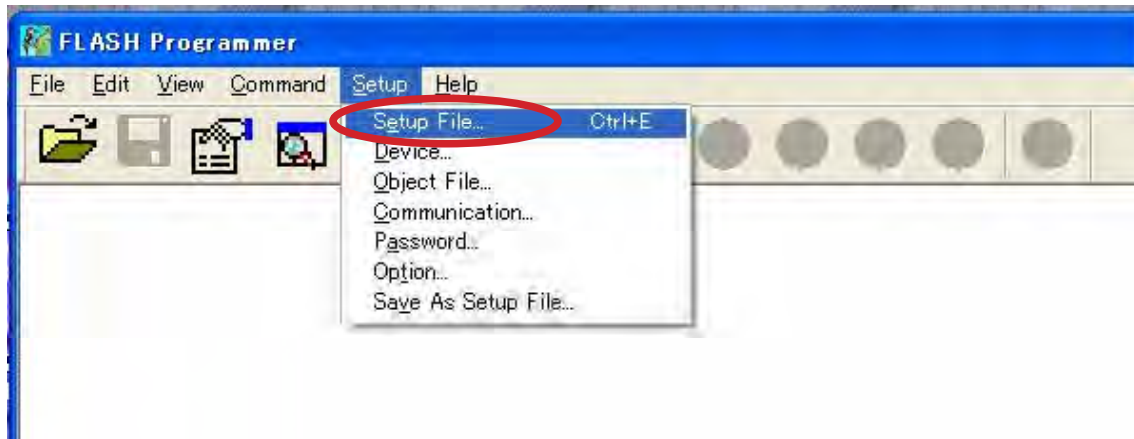 FLASH Programmer
File Edit View Command Setup Help
Setup File... Ctrl+E
Device...
Object File...
Communication...
Password...
Option...
Save As Setup File...